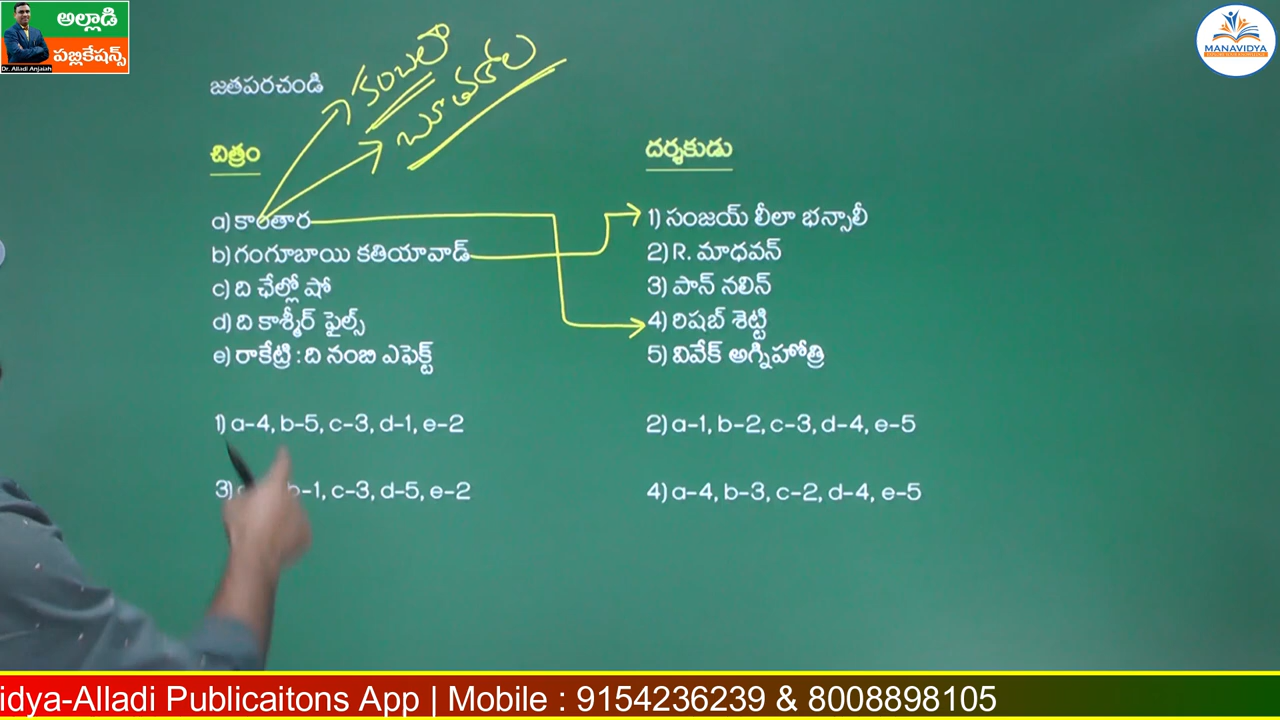 అల్లాడి
పబ్లికేషన్స్
Dr. Alladi Anjaiah
MANAVIDYA
జతపరచండి
కంబలా
భూతకోల
చిత్రం
దర్శకుడు
a) కాంతార
1) సంజయ్ లీలా భన్సాలీ
b) గంగూబాయి కతియావాడ్
2) R. మాధవన్
c) ది ఛేల్లో షో
3) పాన్ నలిన్
d) ది కాశ్మీర్ ఫైల్స్
4) రిషబ్ శెట్టి
e) రాకేట్రి : ది నంబి ఎఫెక్ట్
5) వివేక్ అగ్నిహోత్రి
1) a-4, b-5, c-3, d-1, e-2
2) a-1, b-2, c-3, d-4, e-5
3) b-1, c-3, d-5, e-2
4) a-4, b-3, c-2, d-4, e-5
idya-Alladi Publicaitons App | Mobile : 9154236239 & 8008898105